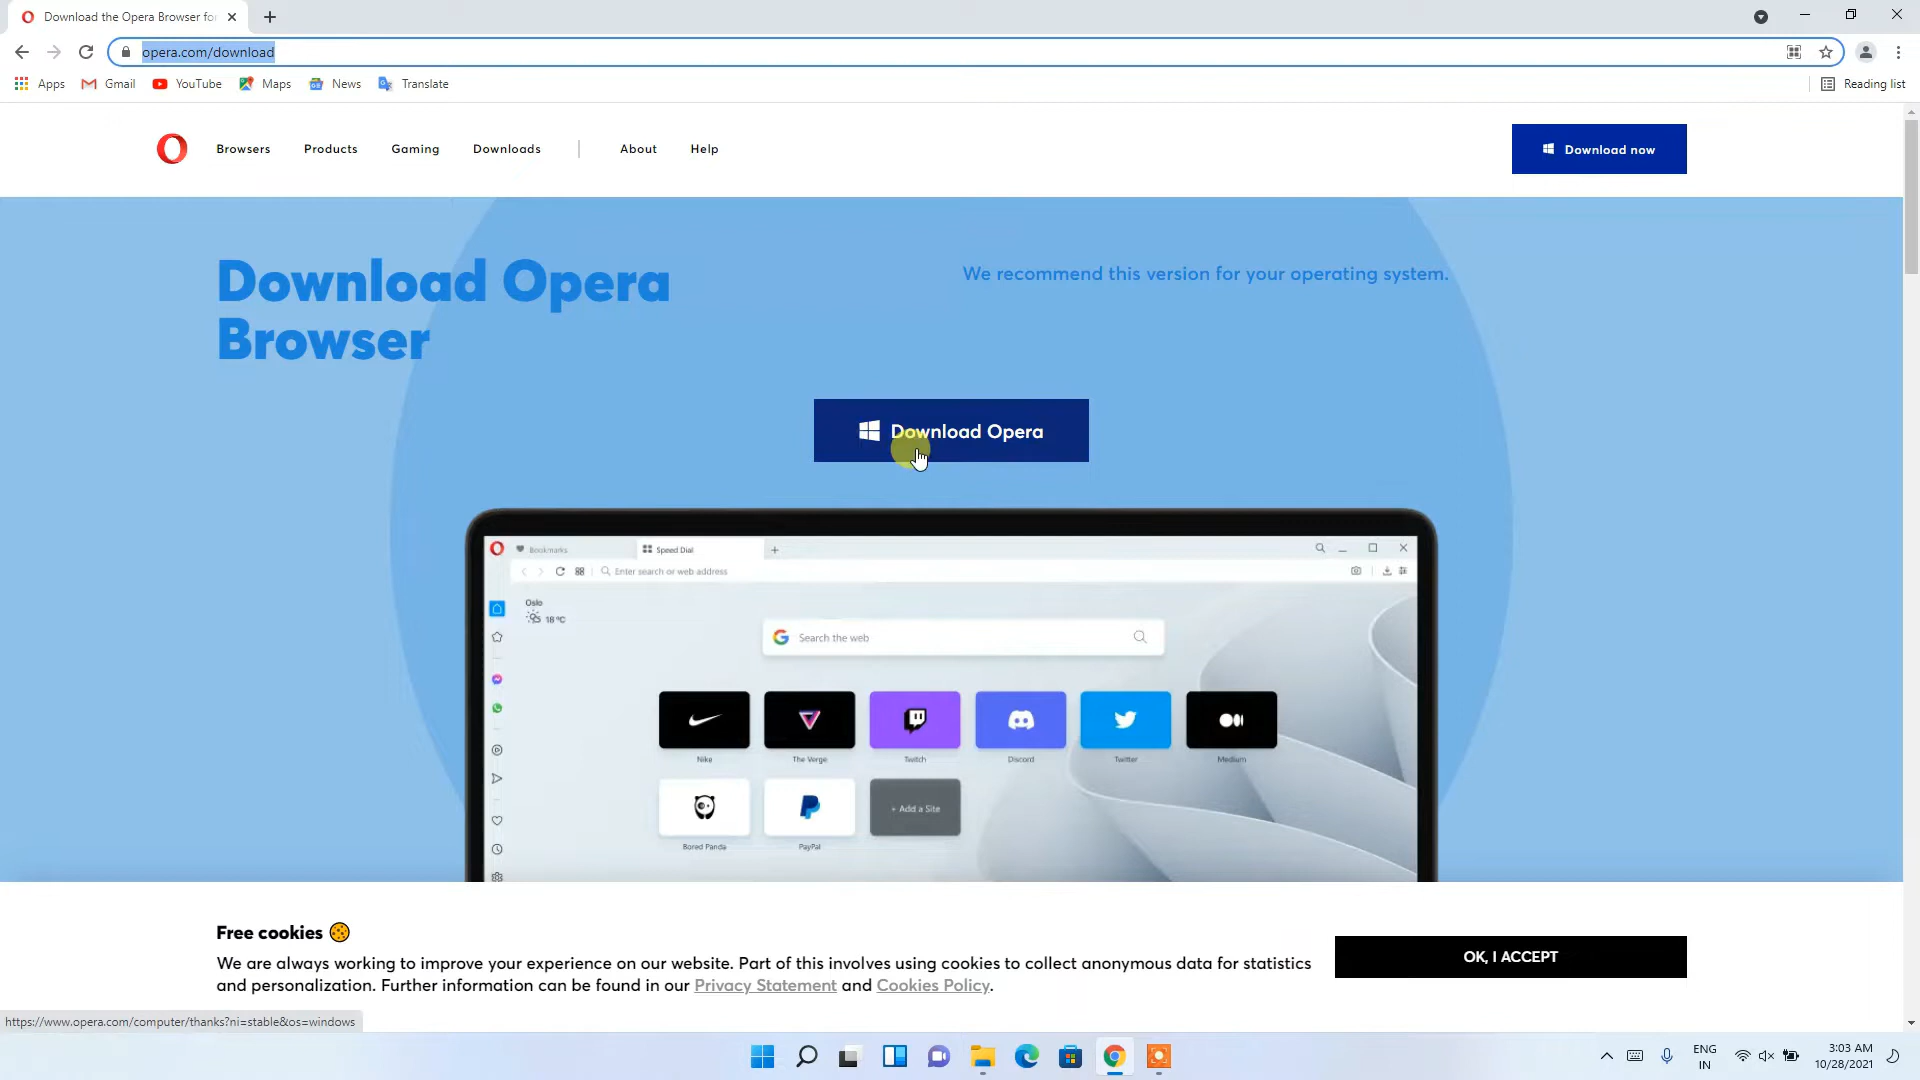 Download the Opera Browser for
opera.com/download
Apps
Gmail
YouTube
Maps
News
Translate
Reading list
Browsers
Products
Gaming
Downloads
About
Help
Download now
Download Opera
Browser
We recommend this version for your operating system.
Download Opera
Bookmarks
Speed Dial
Enter search or web address
Oslo
18 °C
Search the web
Nike
The Verge
Twitch
Discord
Twitter
Medium
+ Add a Site
Bored Panda
PayPal
Free cookies
We are always working to improve your experience on our website. Part of this involves using cookies to collect anonymous data for statistics
and personalization. Further information can be found in our Privacy Statement and Cookies Policy.
OK, I ACCEPT
https://www.opera.com/computer/thanks?ni=stable&os=windows
ENG
IN
3:03 AM
10/28/2021